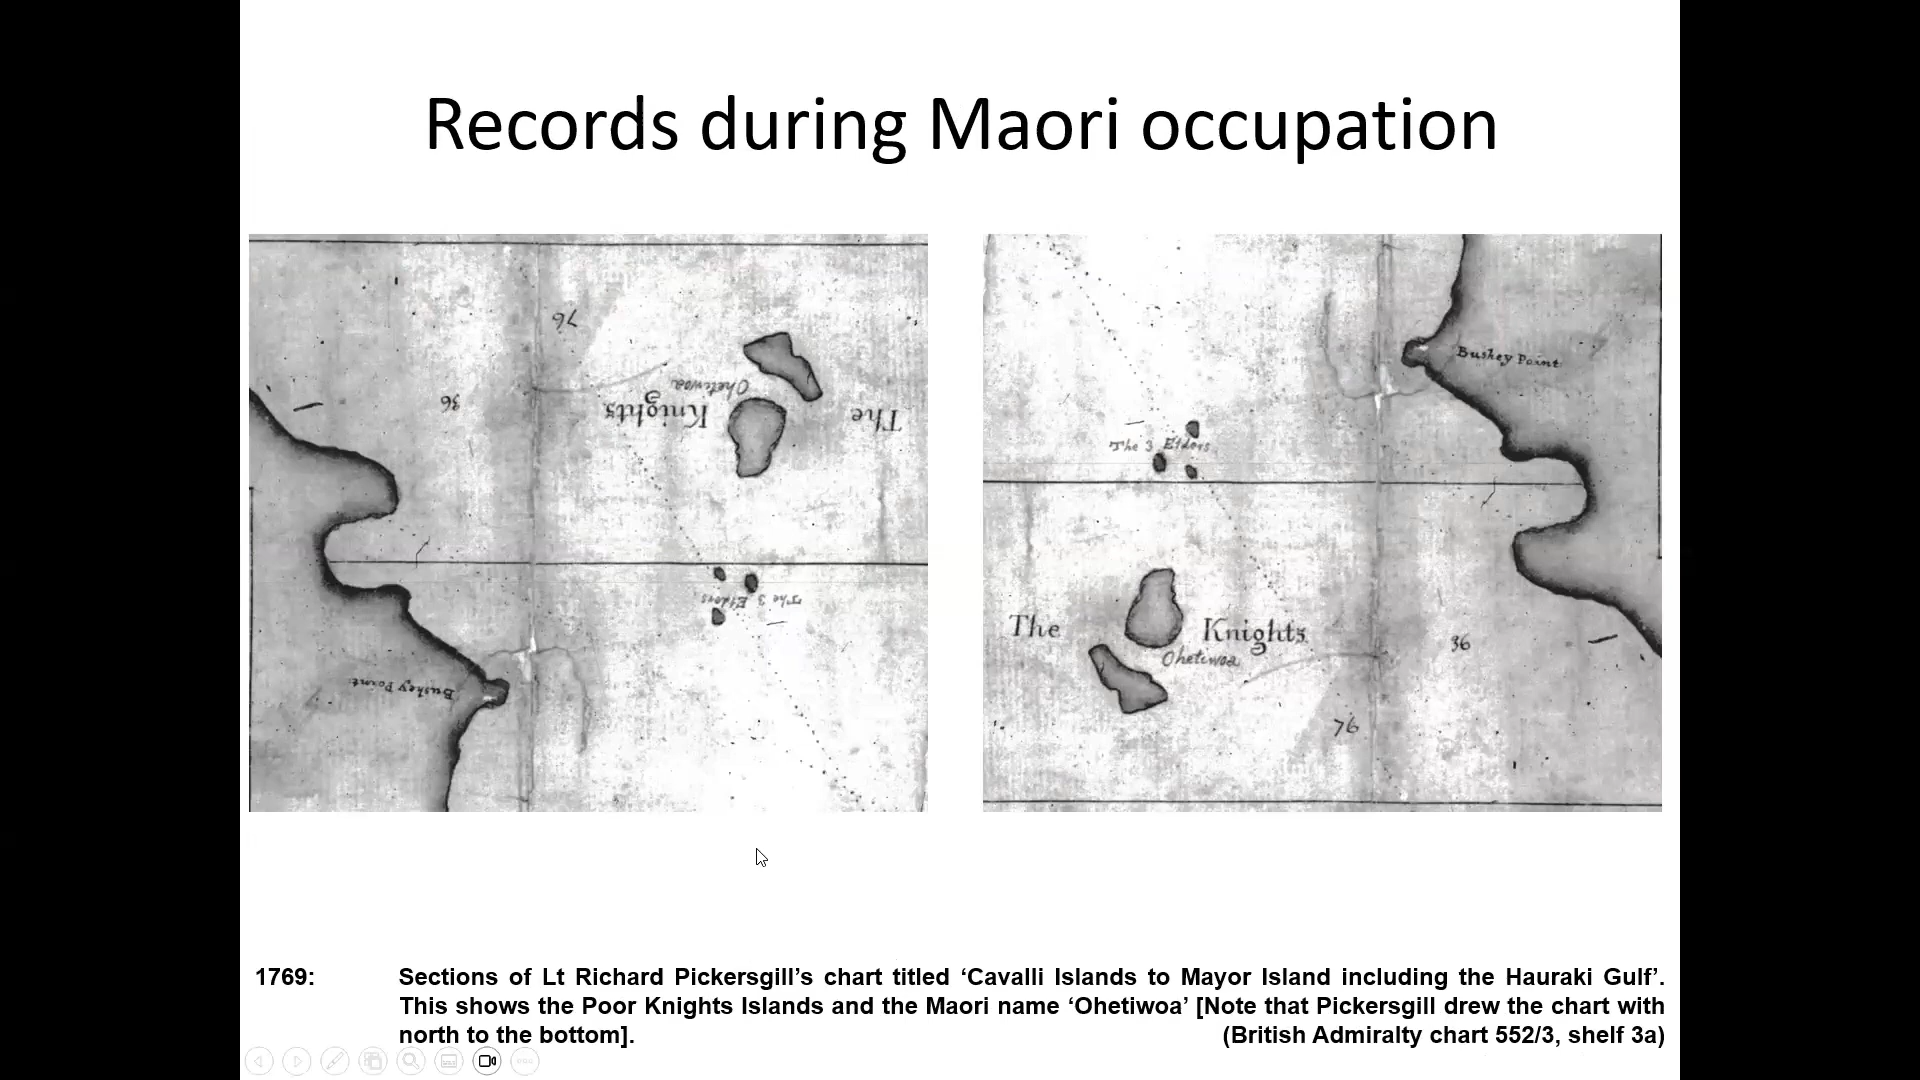 Records during Maori occupation
76
Ohetiwoa
36
Knights
The
The 3 Elders
Bushey Point
Bushey Point
The 3 Elders
The
Knights
36
Ohetiwoa
76
1769: Sections of Lt Richard Pickersgill’s chart titled ‘Cavalli Islands to Mayor Island including the Hauraki Gulf’.
This shows the Poor Knights Islands and the Maori name ‘Ohetiwoa’ [Note that Pickersgill drew the chart with
north to the bottom]. (British Admiralty chart 552/3, shelf 3a)